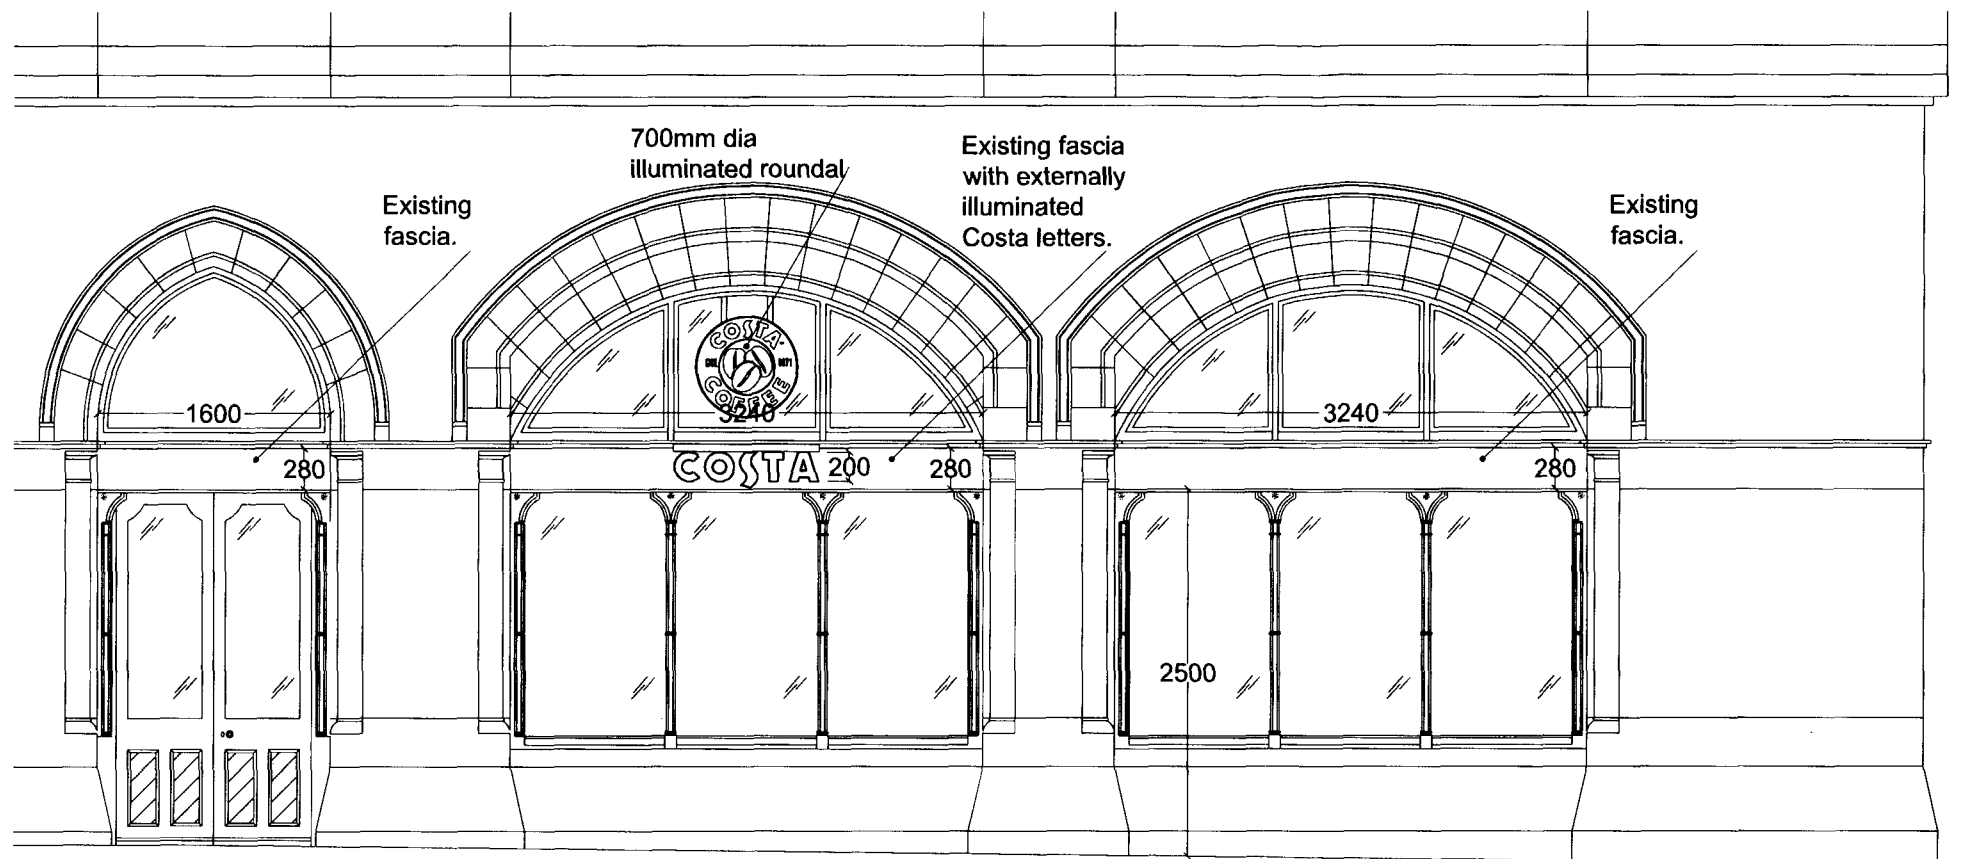 700mm dia
illuminated roundal
Existing fascia
with externally
illuminated
Costa letters.
Existing
fascia.
Existing
fascia.
COSTA
COFFEE
1600
3240
3240
280
COSTA
200
280
280
2500